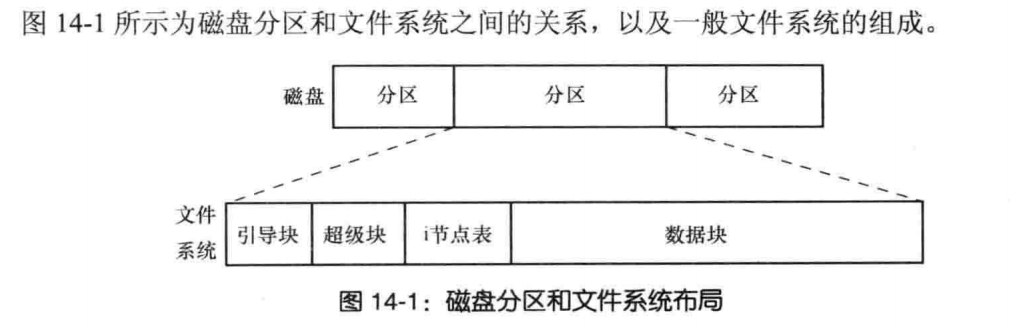 图 14-1 所示为磁盘分区和文件系统之间的关系，以及一般文件系统的组成。
磁盘 分区 分区 分区
文件
系统 引导块 超级块 i节点表 数据块
图 14-1：磁盘分区和文件系统布局